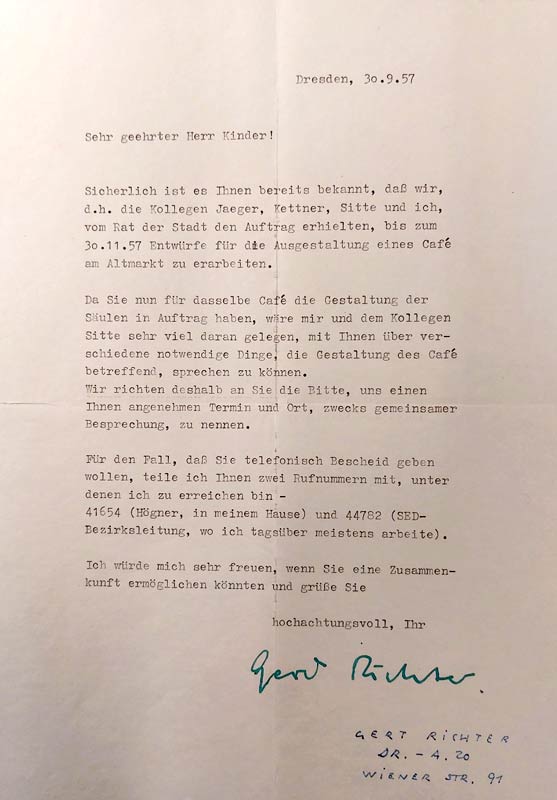 Dresden, 30.9.57
Sehr geehrter Herr Kinder!
Sicherlich ist es Ihnen bereits bekannt, daß wir,
d.h. die Kollegen Jaeger, Kettner, Sitte und ich,
vom Rat der Stadt den Auftrag erhielten, bis zum
30.11.57 Entwürfe für die Ausgestaltung eines Café
am Altmarkt zu erarbeiten.
Da Sie nun für dasselbe Café die Gestaltung der
Säulen in Auftrag haben, wäre mir und dem Kollegen
Sitte sehr viel daran gelegen, mit Ihnen über ver-
schiedene notwendige Dinge, die Gestaltung des Café
betreffend, sprechen zu können.
Wir richten deshalb an Sie die Bitte, uns einen
Ihnen angenehmen Termin und Ort, zwecks gemeinsamer
Besprechung, zu nennen.
Für den Fall, daß Sie telefonisch Bescheid geben
wollen, teile ich Ihnen zwei Rufnummern mit, unter
denen ich zu erreichen bin -
41654 (Högner, in meinem Hause) und 44782 (SED-
Bezirksleitung, wo ich tagsüber meistens arbeite).
Ich würde mich sehr freuen, wenn Sie eine Zusammen-
kunft ermöglichen könnten und grüße Sie
hochachtungsvoll, Ihr
Gerd Richter.
GERT RICHTER
DR. - A. 20
WIENER STR. 91